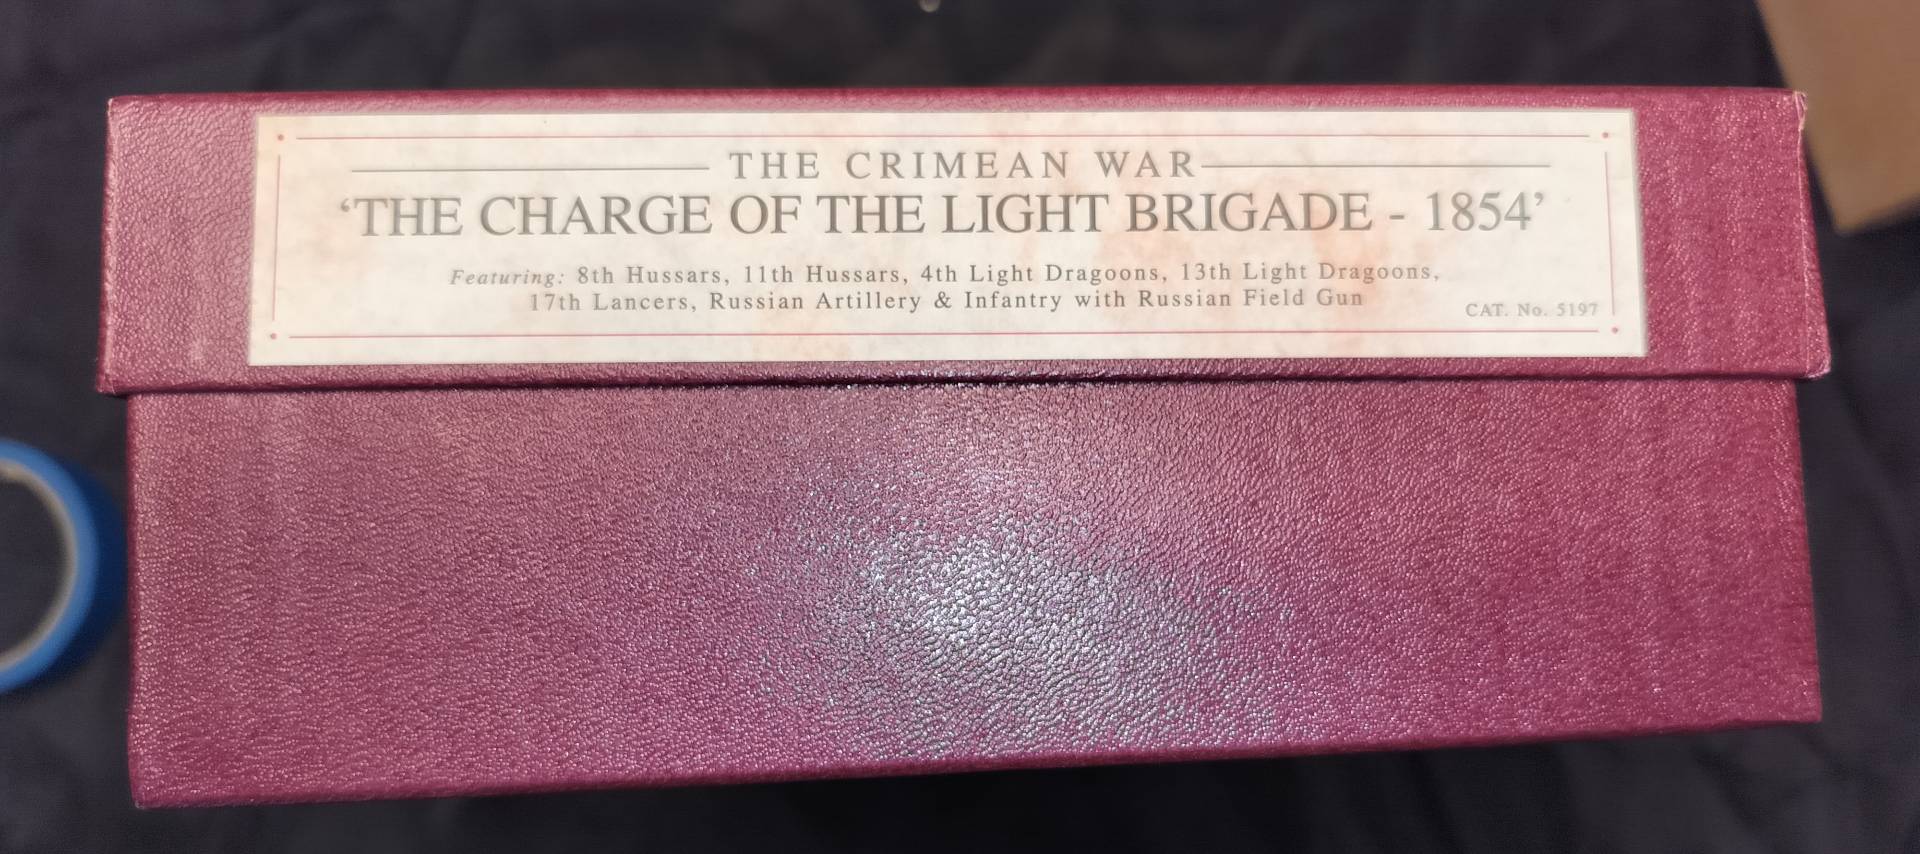 THE CRIMEAN WAR
‘THE CHARGE OF THE LIGHT BRIGADE - 1854’
Featuring: 8th Hussars, 11th Hussars, 4th Light Dragoons, 13th Light Dragoons,
17th Lancers, Russian Artillery & Infantry with Russian Field Gun
CAT. No. 5197